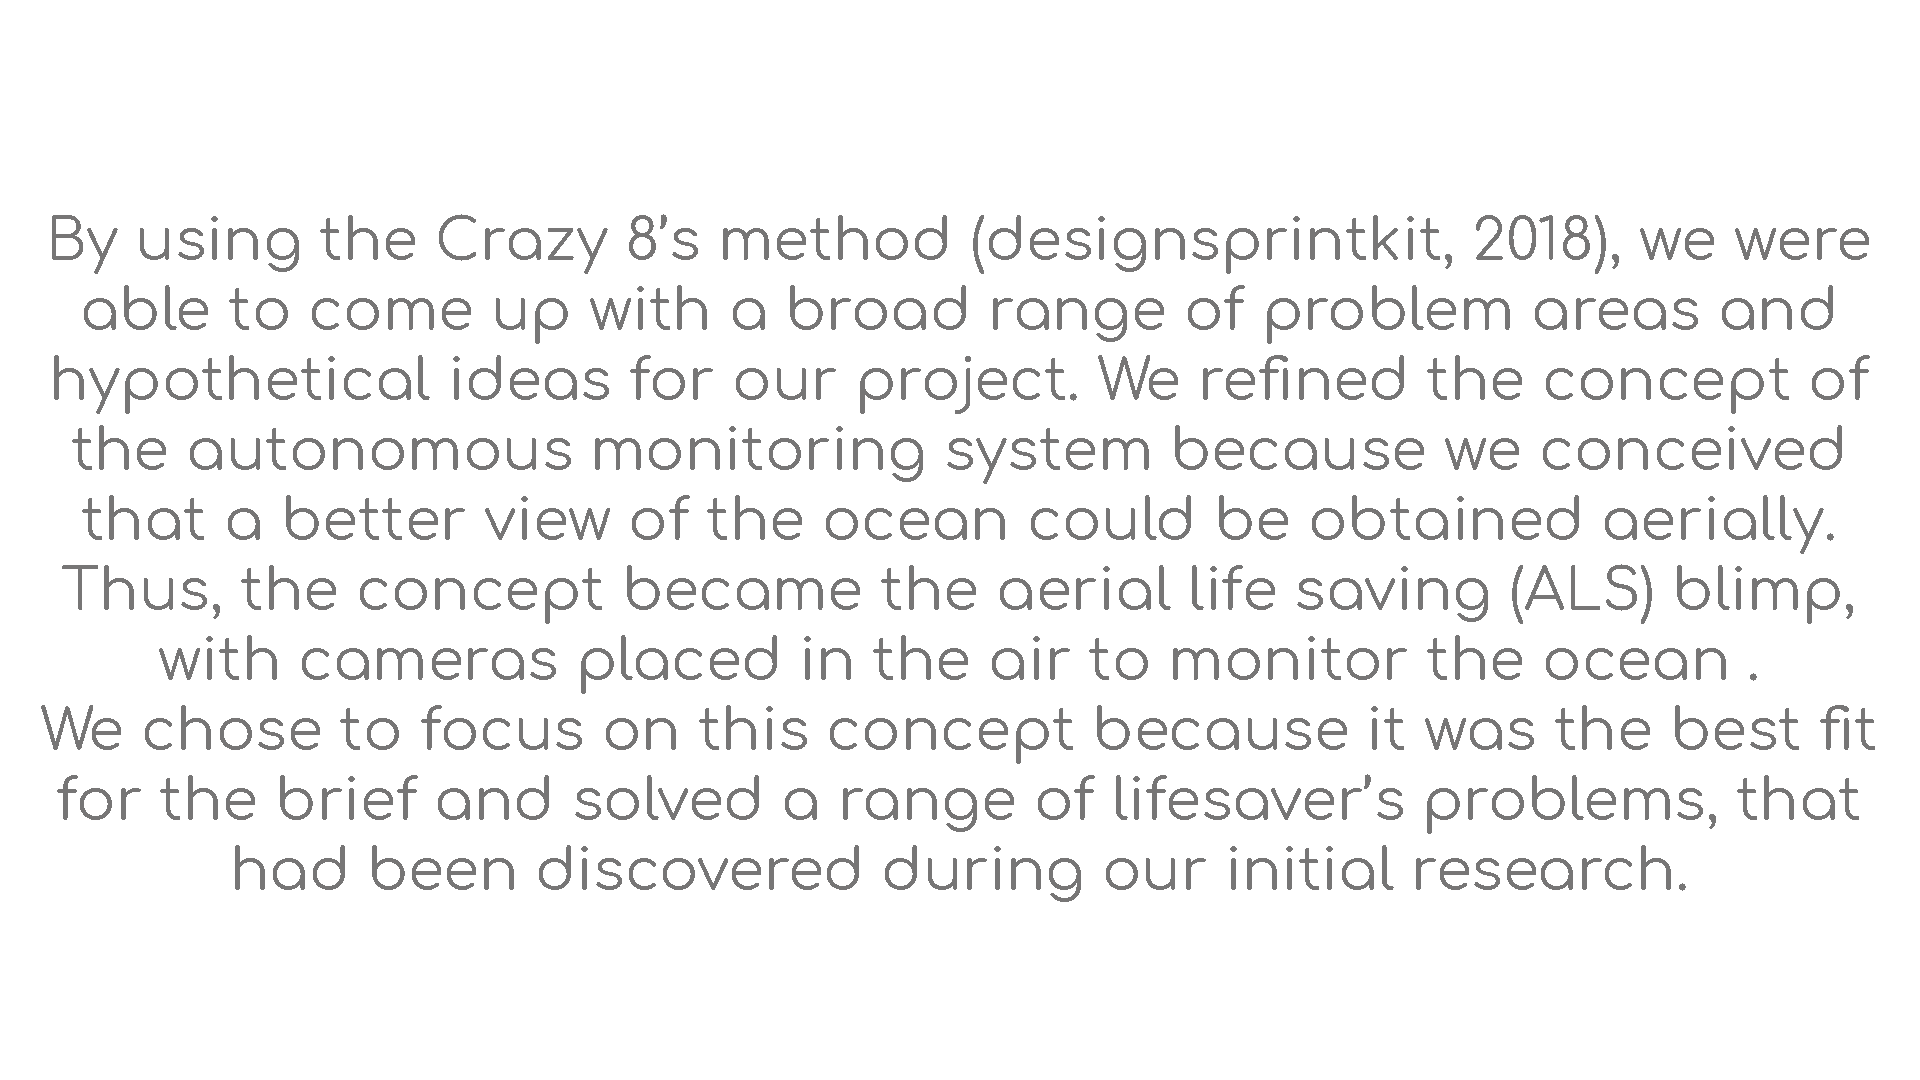 By using the Crazy 8’s method (designsprintkit, 2018), we were
able to come up with a broad range of problem areas and
hypothetical ideas for our project. We refined the concept of
the autonomous monitoring system because we conceived
that a better view of the ocean could be obtained aerially.
Thus, the concept became the aerial life saving (ALS) blimp,
with cameras placed in the air to monitor the ocean .
We chose to focus on this concept because it was the best fit
for the brief and solved a range of lifesaver’s problems, that
had been discovered during our initial research.